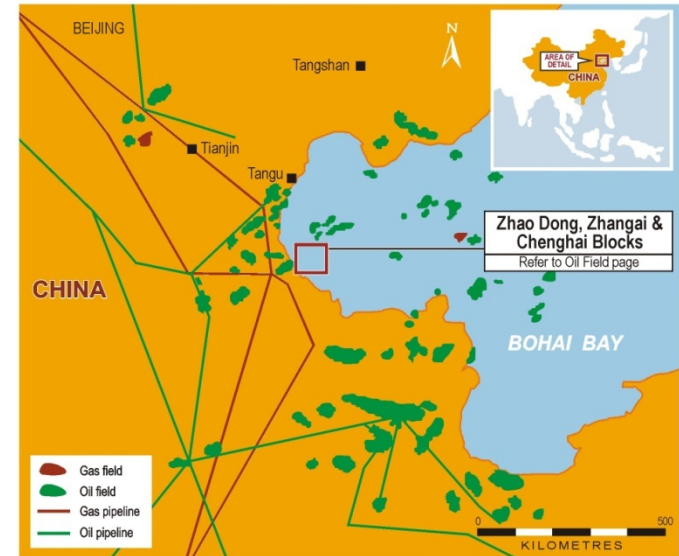 BEIJING
N
Tangshan
AREA OF
DETAIL
CHINA
Tianjin
Tangu
Zhao Dong, Zhangai &
Chenghai Blocks
Refer to Oil Field page
CHINA
BOHAI BAY
Gas field
Oil field
Gas pipeline
Oil pipeline
0
500
KILOMETRES